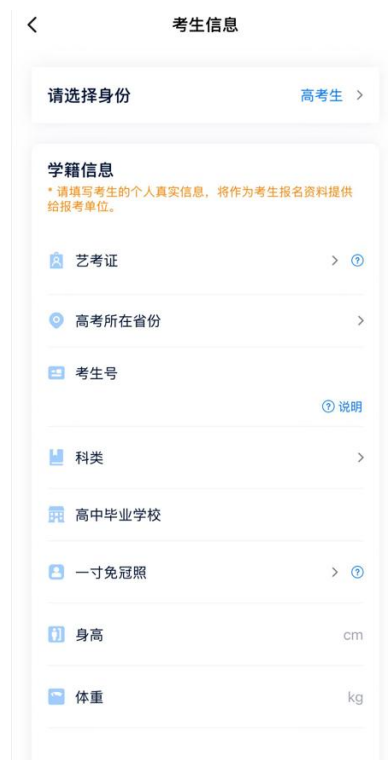 考生信息
请选择身份
高考生
学籍信息
* 请填写考生的个人真实信息，将作为考生报名资料提供
给报考单位。
艺考证
高考所在省份
考生号
说明
科类
高中毕业学校
一寸免冠照
身高 cm
体重 kg